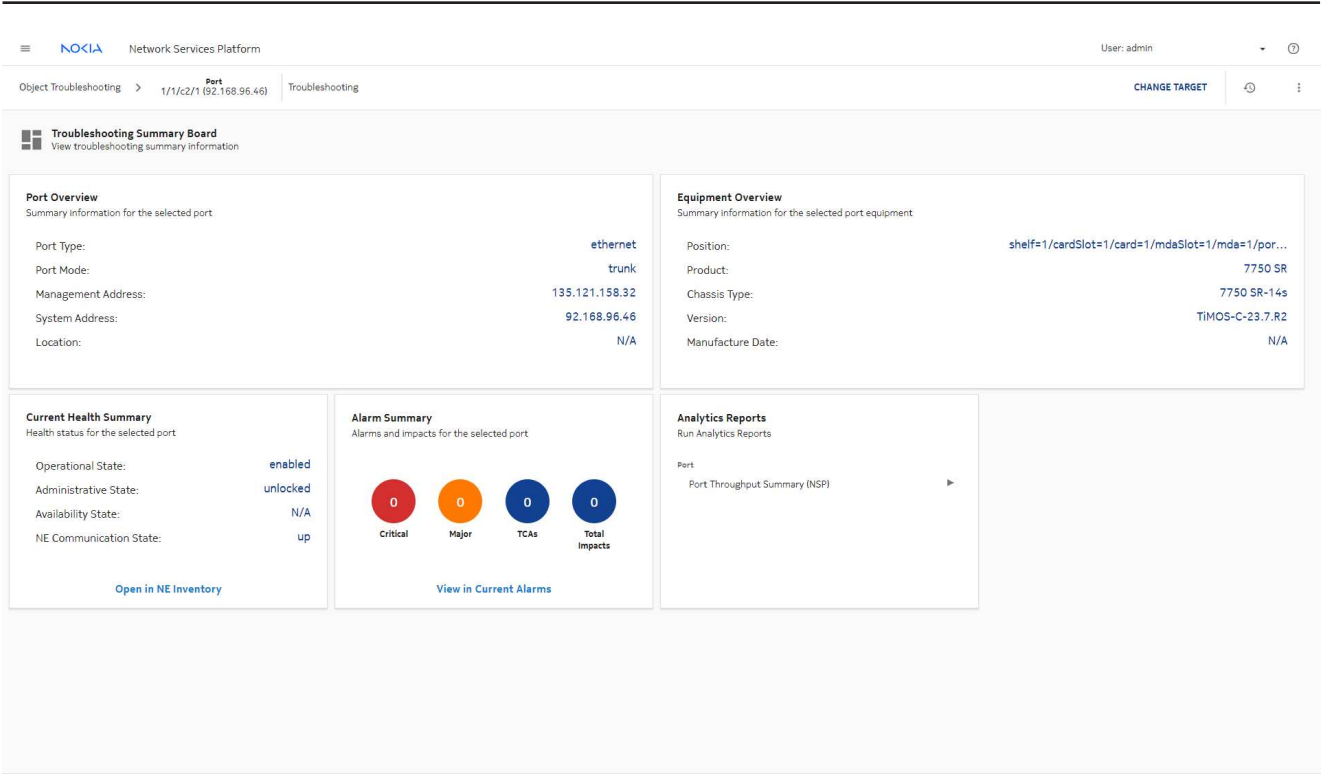 NOKIA Network Services Platform User: admin
Object Troubleshooting Port Troubleshooting CHANGE TARGET
1/1/c2/1 (92.168.96.46)
Troubleshooting Summary Board
View troubleshooting summary information
Port Overview
Summary information for the selected port
Port Type: ethernet
Port Mode: trunk
Management Address: 135.121.158.32
System Address: 92.168.96.46
Location: N/A
Equipment Overview
Summary information for the selected port equipment
Position: shelf=1/cardSlot=1/card=1/mdaSlot=1/mda=1/por...
Product: 7750 SR
Chassis Type: 7750 SR-14s
Version: TiMOS-C-23.7.R2
Manufacture Date: N/A
Current Health Summary
Health status for the selected port
Operational State: enabled
Administrative State: unlocked
Availability State: N/A
NE Communication State: up
Open in NE Inventory
Alarm Summary
Alarms and impacts for the selected port
0 0 0 0
Critical Major TCAs Total
Impacts
View in Current Alarms
Analytics Reports
Run Analytics Reports
Port
Port Throughput Summary (NSP)